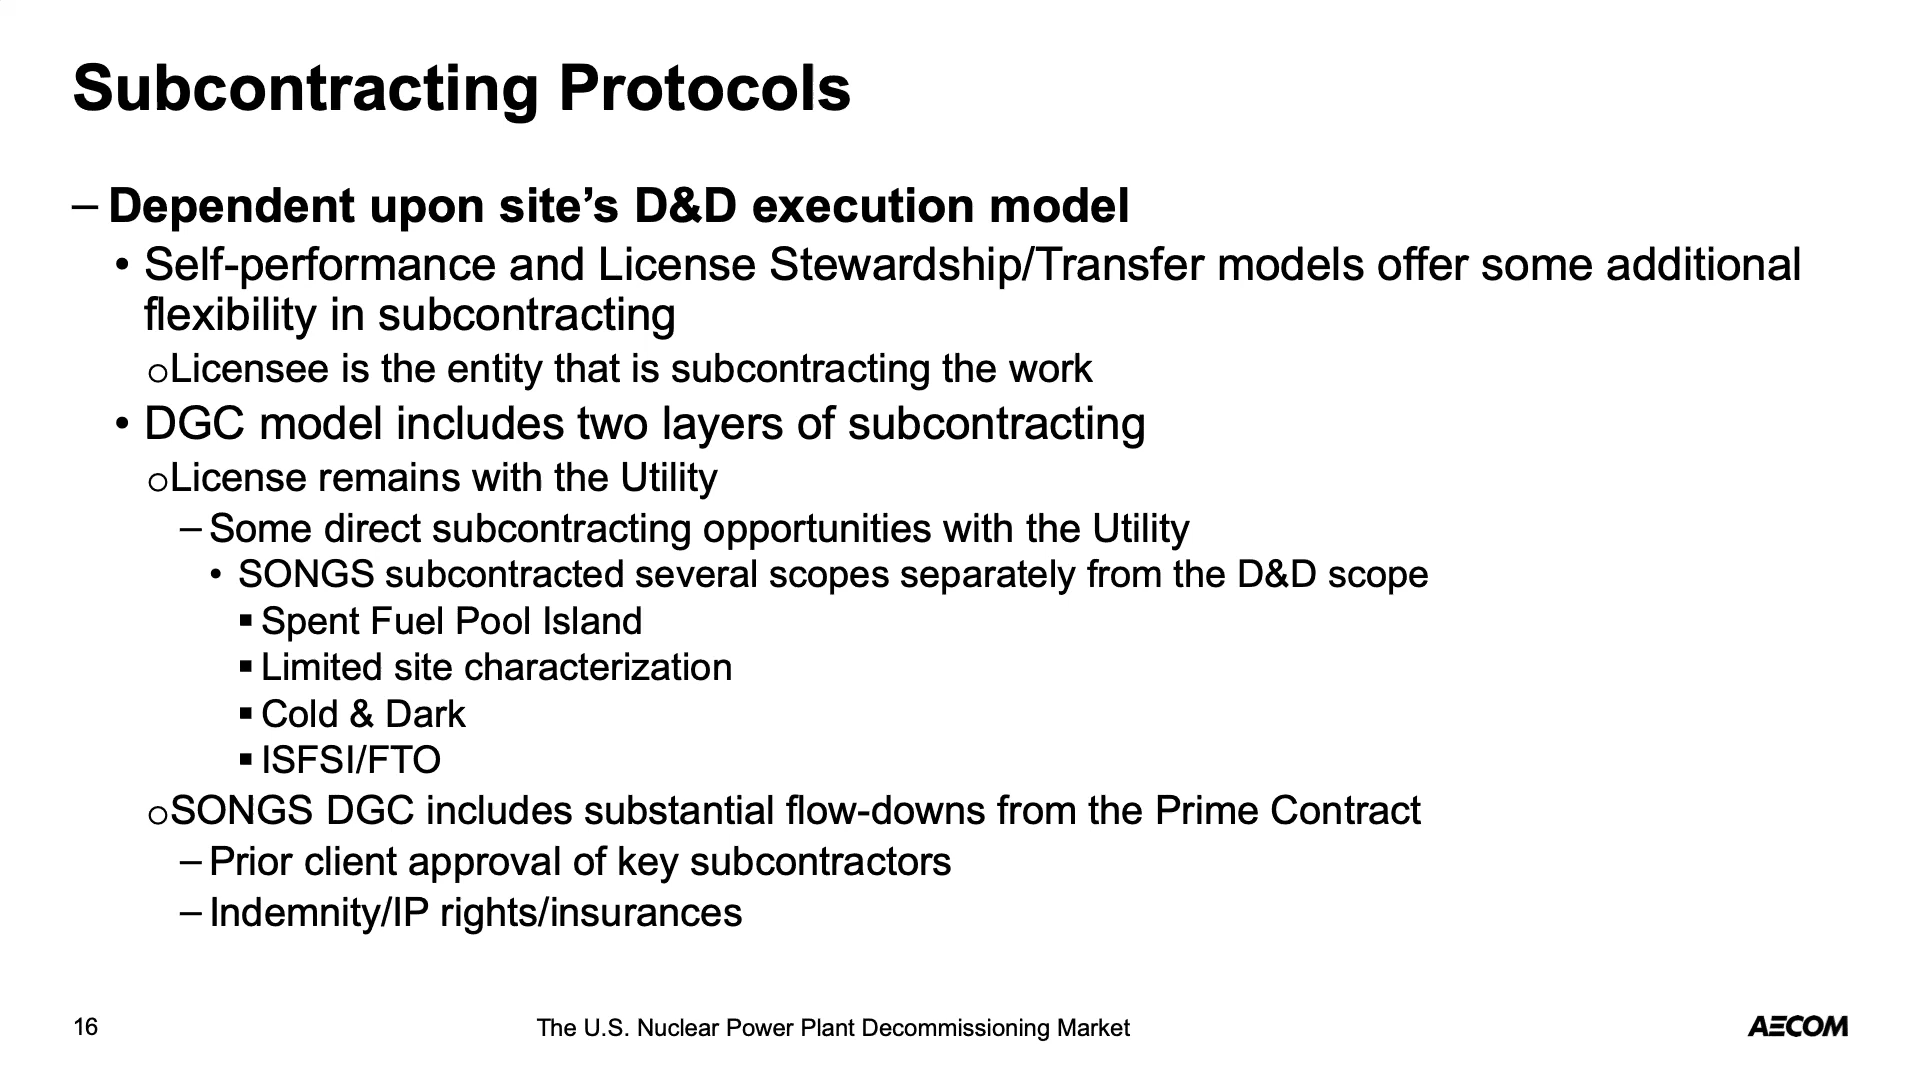 Subcontracting Protocols
– Dependent upon site’s D&D execution model
• Self-performance and License Stewardship/Transfer models offer some additional
flexibility in subcontracting
oLicensee is the entity that is subcontracting the work
• DGC model includes two layers of subcontracting
oLicense remains with the Utility
– Some direct subcontracting opportunities with the Utility
• SONGS subcontracted several scopes separately from the D&D scope
▪ Spent Fuel Pool Island
▪ Limited site characterization
▪ Cold & Dark
▪ ISFSI/FTO
oSONGS DGC includes substantial flow-downs from the Prime Contract
– Prior client approval of key subcontractors
– Indemnity/IP rights/insurances
16 The U.S. Nuclear Power Plant Decommissioning Market AECOM